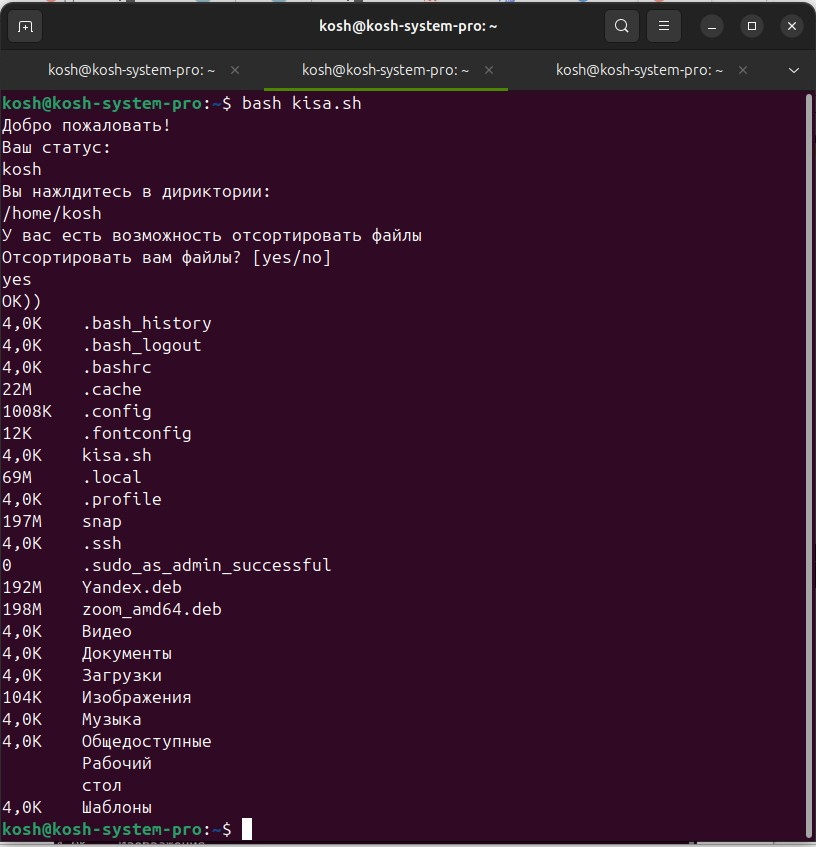 kosh@kosh-system-pro: ~
kosh@kosh-system-pro: ~ kosh@kosh-system-pro: ~ kosh@kosh-system-pro: ~
kosh@kosh-system-pro:~$ bash kisa.sh
Добро пожаловать!
Ваш статус:
kosh
Вы нажлдитесь в дириктории:
/home/kosh
У вас есть возможность отсортировать файлы
Отсортировать вам файлы? [yes/no]
yes
OK))
4,0K .bash_history
4,0K .bash_logout
4,0K .bashrc
22M .cache
1008K .config
12K .fontconfig
4,0K kisa.sh
69M .local
4,0K .profile
197M snap
4,0K .ssh
0 .sudo_as_admin_successful
192M Yandex.deb
198M zoom_amd64.deb
4,0K Видео
4,0K Документы
4,0K Загрузки
104K Изображения
4,0K Музыка
4,0K Общедоступные
Рабочий
стол
4,0K Шаблоны
kosh@kosh-system-pro:~$